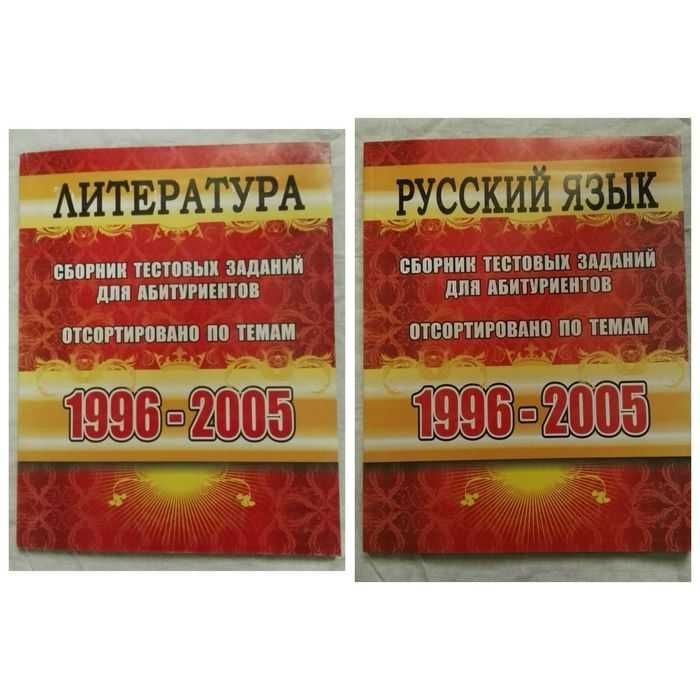 ЛИТЕРАТУРА
СБОРНИК ТЕСТОВЫХ ЗАДАНИЙ
ДЛЯ АБИТУРИЕНТОВ
ОТСОРТИРОВАНО ПО ТЕМАМ
1996-2005
РУССКИЙ ЯЗЫК
СБОРНИК ТЕСТОВЫХ ЗАДАНИЙ
ДЛЯ АБИТУРИЕНТОВ
ОТСОРТИРОВАНО ПО ТЕМАМ
1996-2005